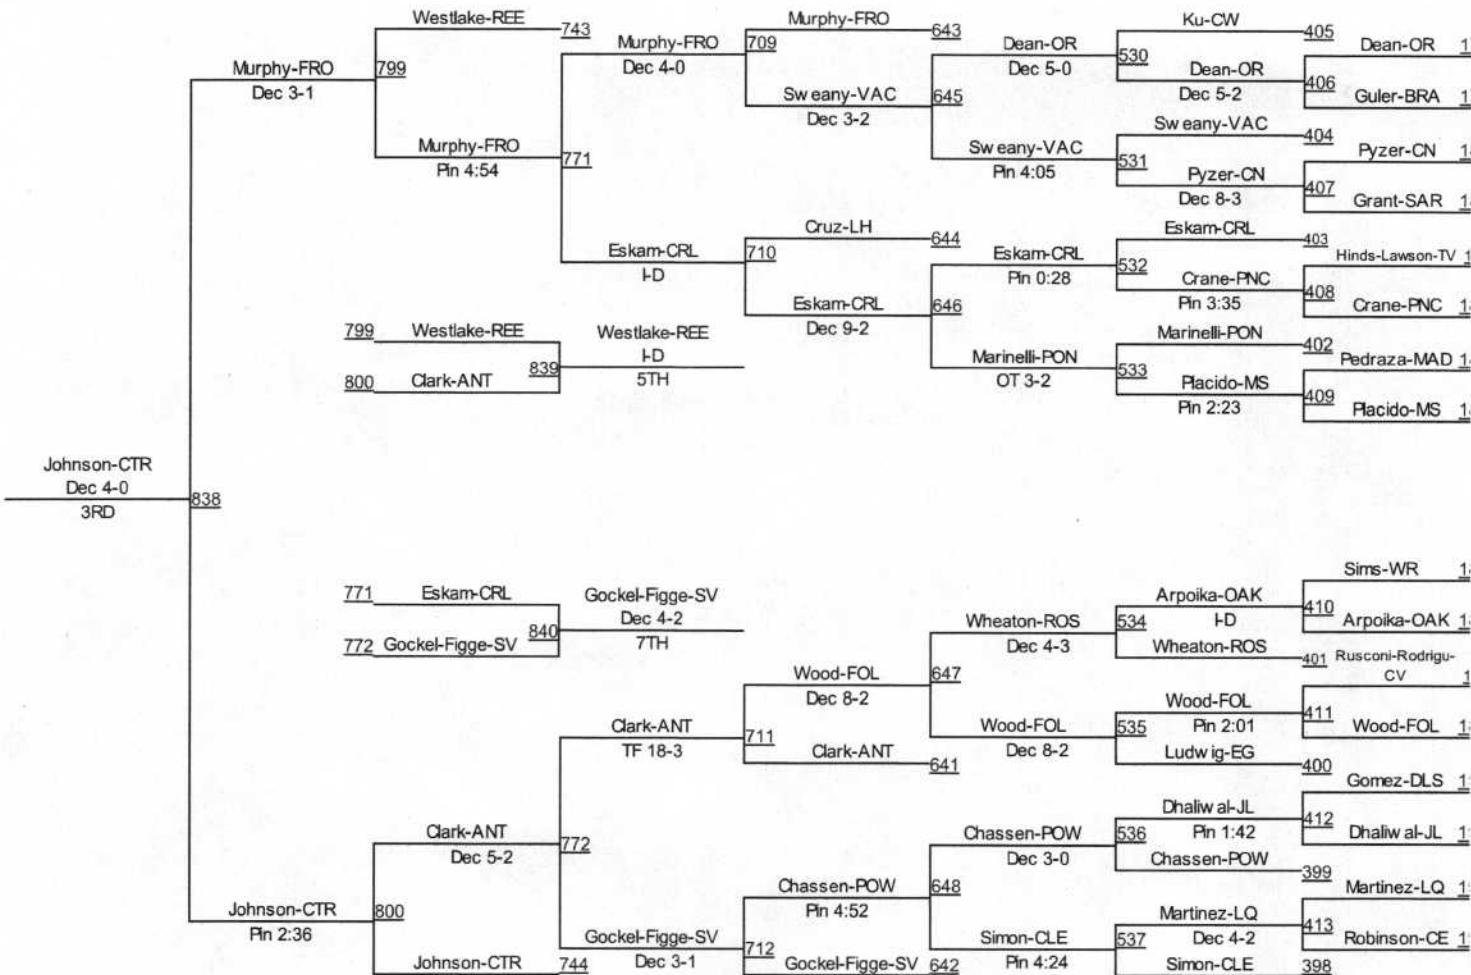 Westlake-REE
743
Murphy-FRO
799
Dec 3-1
Murphy-FRO
Pin 4:54
771
Murphy-FRO
709
Dec 4-0
Eskam-CRL
710
I-D
Murphy-FRO
643
Sweany-VAC
645
Dec 3-2
Cruz-LH
644
Eskam-CRL
646
Dec 9-2
Dean-OR
530
Dec 5-0
Sweany-VAC
531
Pin 4:05
Eskam-CRL
532
Pin 0:28
Marinelli-PON
533
OT 3-2
Ku-CW
405
Dean-OR
406
Dec 5-2
Sweany-VAC
404
Pyzer-CN
407
Dec 8-3
Eskam-CRL
403
Crane-PNC
408
Pin 3:35
Marinelli-PON
402
Placido-MS
409
Pin 2:23
Dean-OR
Guler-BRA
Pyzer-CN
Grant-SAR
Hinds-Lawson-TV
Crane-PNC
Pedraza-MAD
Placido-MS
799
Westlake-REE
800
Clark-ANT
839
Westlake-REE
I-D
5TH
Johnson-CTR
Dec 4-0
838
3RD
771
Eskam-CRL
772
Gockel-Figge-SV
840
Gockel-Figge-SV
Dec 4-2
7TH
Johnson-CTR
800
Pin 2:36
Clark-ANT
772
Dec 5-2
Johnson-CTR
744
Clark-ANT
711
TF 18-3
Gockel-Figge-SV
712
Dec 3-1
Wood-FOL
647
Dec 8-2
Clark-ANT
641
Chassen-POW
648
Pin 4:52
Gockel-Figge-SV
642
Wheaton-ROS
534
Dec 4-3
Wood-FOL
535
Dec 8-2
Chassen-POW
536
Dec 3-0
Simon-CLE
537
Pin 4:24
Arpoika-OAK
410
I-D
Wheaton-ROS
401
Wood-FOL
411
Pin 2:01
Ludwig-EG
400
Dhaliwal-JL
412
Pin 1:42
Chassen-POW
399
Martinez-LQ
413
Dec 4-2
Simon-CLE
398
Sims-WR
Arpoika-OAK
Rusconi-Rodrigu-
CV
Wood-FOL
Gomez-DLS
Dhaliwal-JL
Martinez-LQ
Robinson-CE